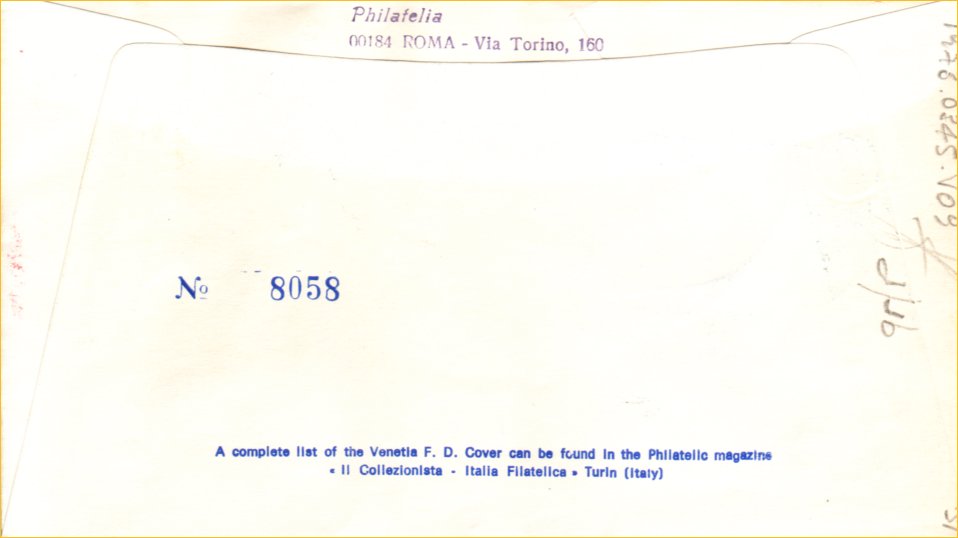 Philatelia
00184 ROMA - Via Torino, 160
№ 8058
A complete list of the Venetia F. D. Cover can be found in the Philatelic magazine
« Il Collezionista - Italia Filatelica » Turin (Italy)